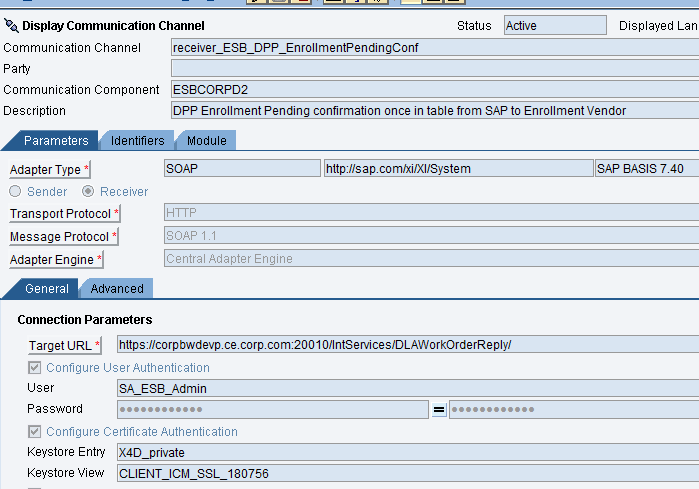 Display Communication Channel Status Active Displayed Lan
Communication Channel receiver_ESB_DPP_EnrollmentPendingConf
Party
Communication Component ESBCORPD2
Description DPP Enrollment Pending confirmation once in table from SAP to Enrollment Vendor
Parameters Identifiers Module
Adapter Type * SOAP http://sap.com/xi/XI/System SAP BASIS 7.40
Sender Receiver
Transport Protocol * HTTP
Message Protocol * SOAP 1.1
Adapter Engine * Central Adapter Engine
General Advanced
Connection Parameters
Target URL * https://corpbwdevp.ce.corp.com:20010/IntServices/DLAWorkOrderReply/
Configure User Authentication
User SA_ESB_Admin
Password
Configure Certificate Authentication
Keystore Entry X4D_private
Keystore View CLIENT_ICM_SSL_180756